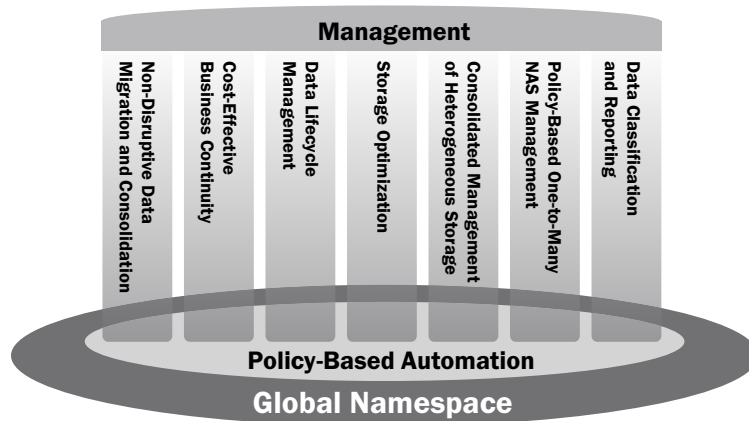 Management
Non-Disruptive Data
Migration and Consolidation
Cost-Effective
Business Continuity
Data Lifecycle
Management
Storage Optimization
Consolidated Management
of Heterogeneous Storage
Policy-Based One-to-Many
NAS Management
Data Classification
and Reporting
Policy-Based Automation
Global Namespace